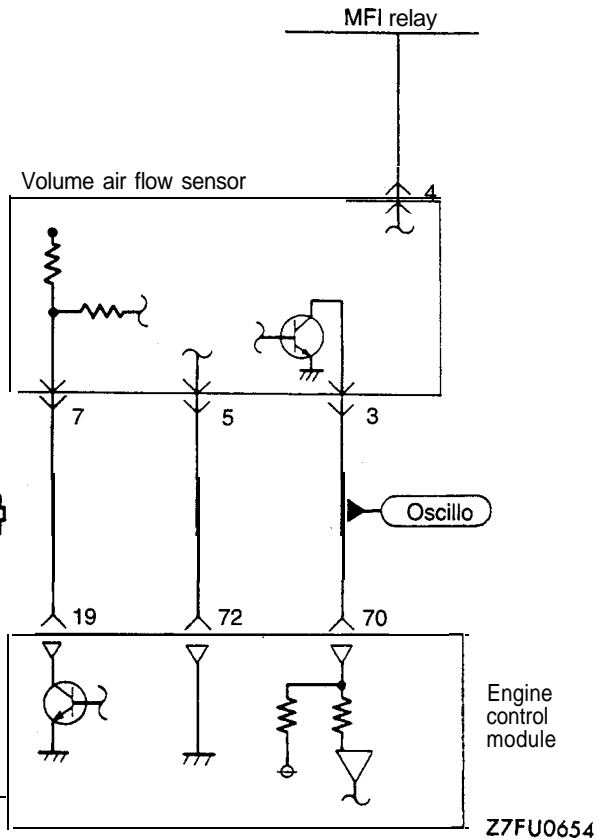 MFI relay
4
Volume air flow sensor
7
5
3
Oscillo
19
72
70
Engine
control
module
Z7FU0654